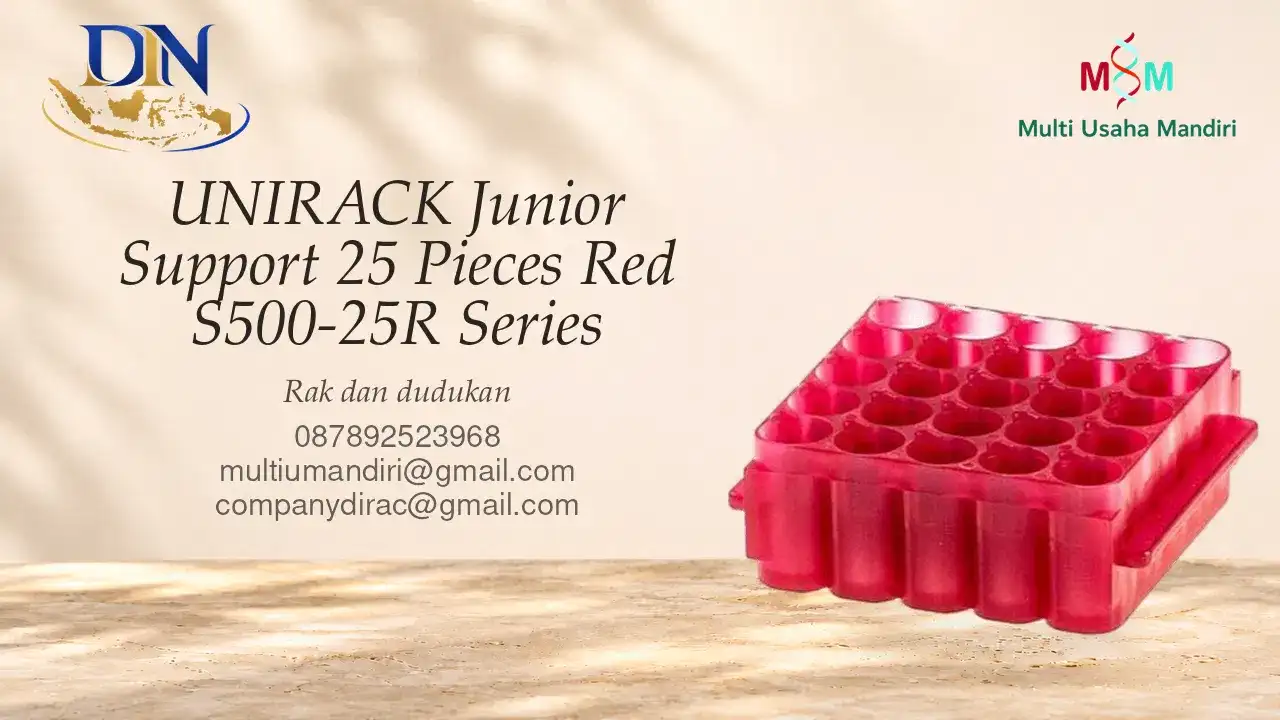 DIN
M M
Multi Usaha Mandiri
UNIRACK Junior
Support 25 Pieces Red
S500-25R Series
Rak dan dudukan
087892523968
multiumandiri@gmail.com
companydirac@gmail.com